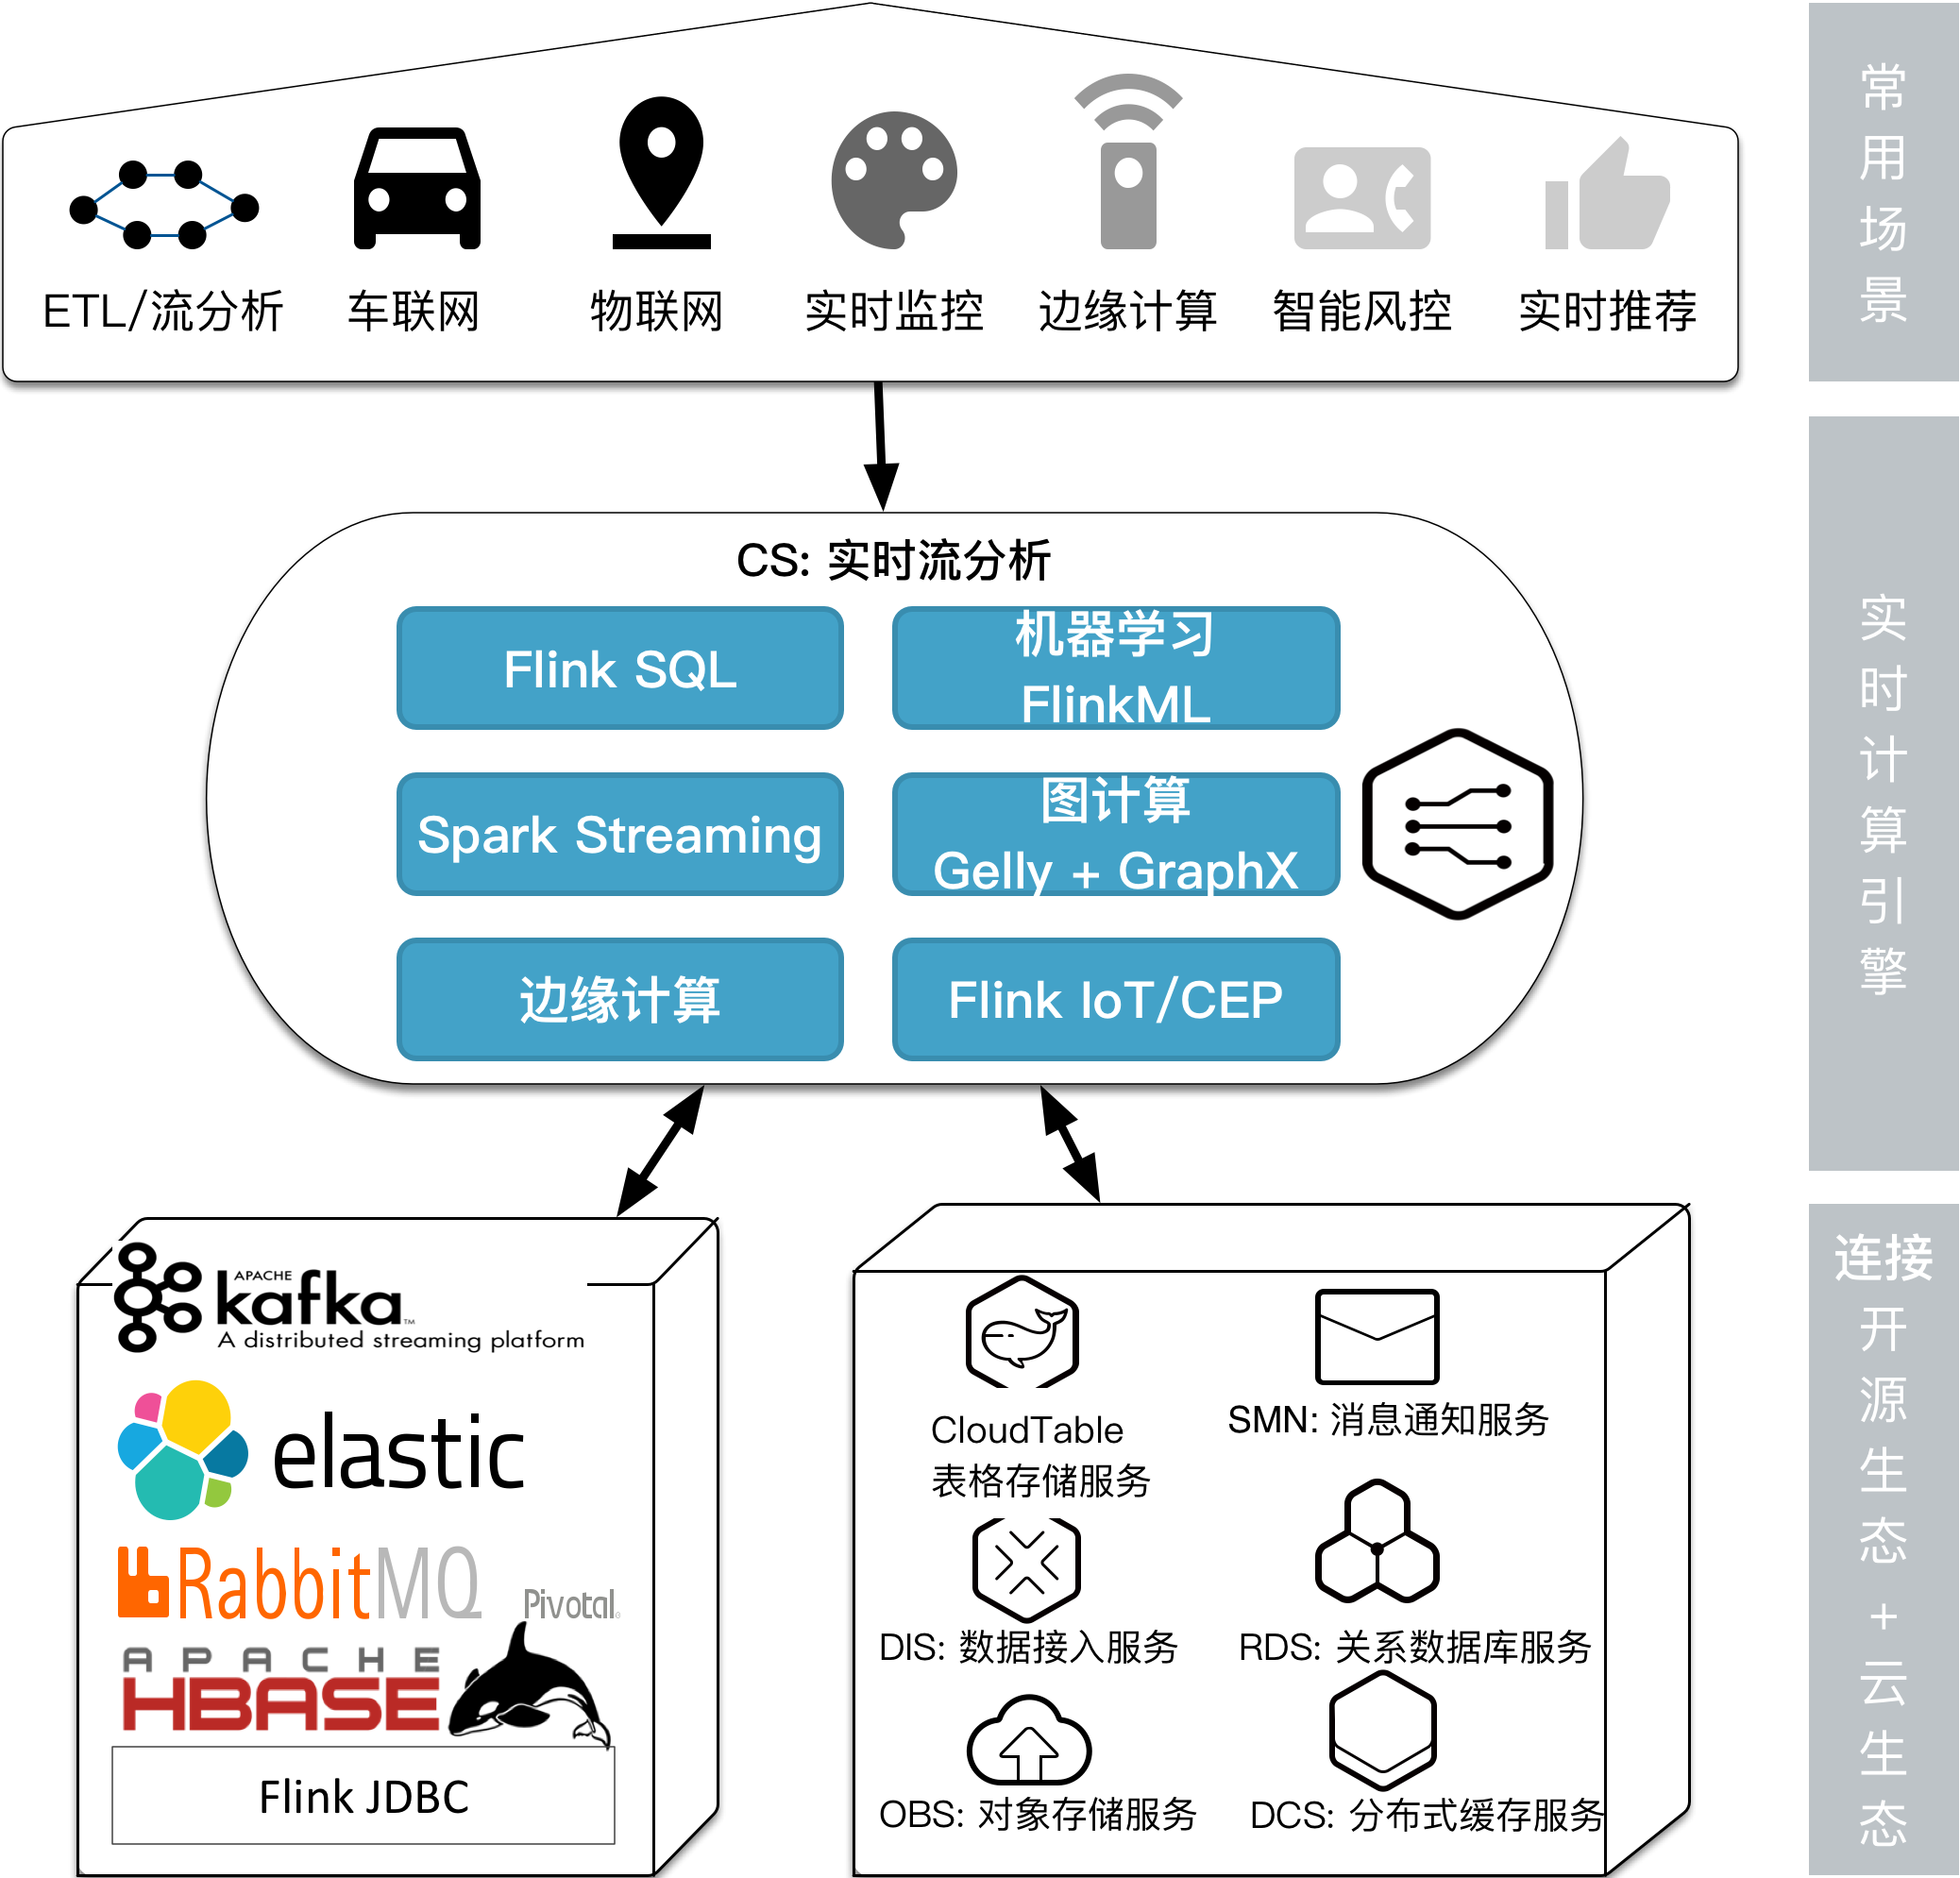 ETL/流分析
车联网
物联网
实时监控
边缘计算
智能风控
实时推荐
常
用
场
景
CS: 实时流分析
Flink SQL
机器学习
FlinkML
Spark Streaming
图计算
Gelly + GraphX
边缘计算
Flink IoT/CEP
实
时
计
算
引
擎
APACHE
kafka™
A distributed streaming platform
elastic
RabbitMQ
Pivotal
APACHE
HBASE
Flink JDBC
CloudTable
表格存储服务
SMN: 消息通知服务
DIS: 数据接入服务
RDS: 关系数据库服务
OBS: 对象存储服务
DCS: 分布式缓存服务
连接
开
源
生
态
+
云
生
态